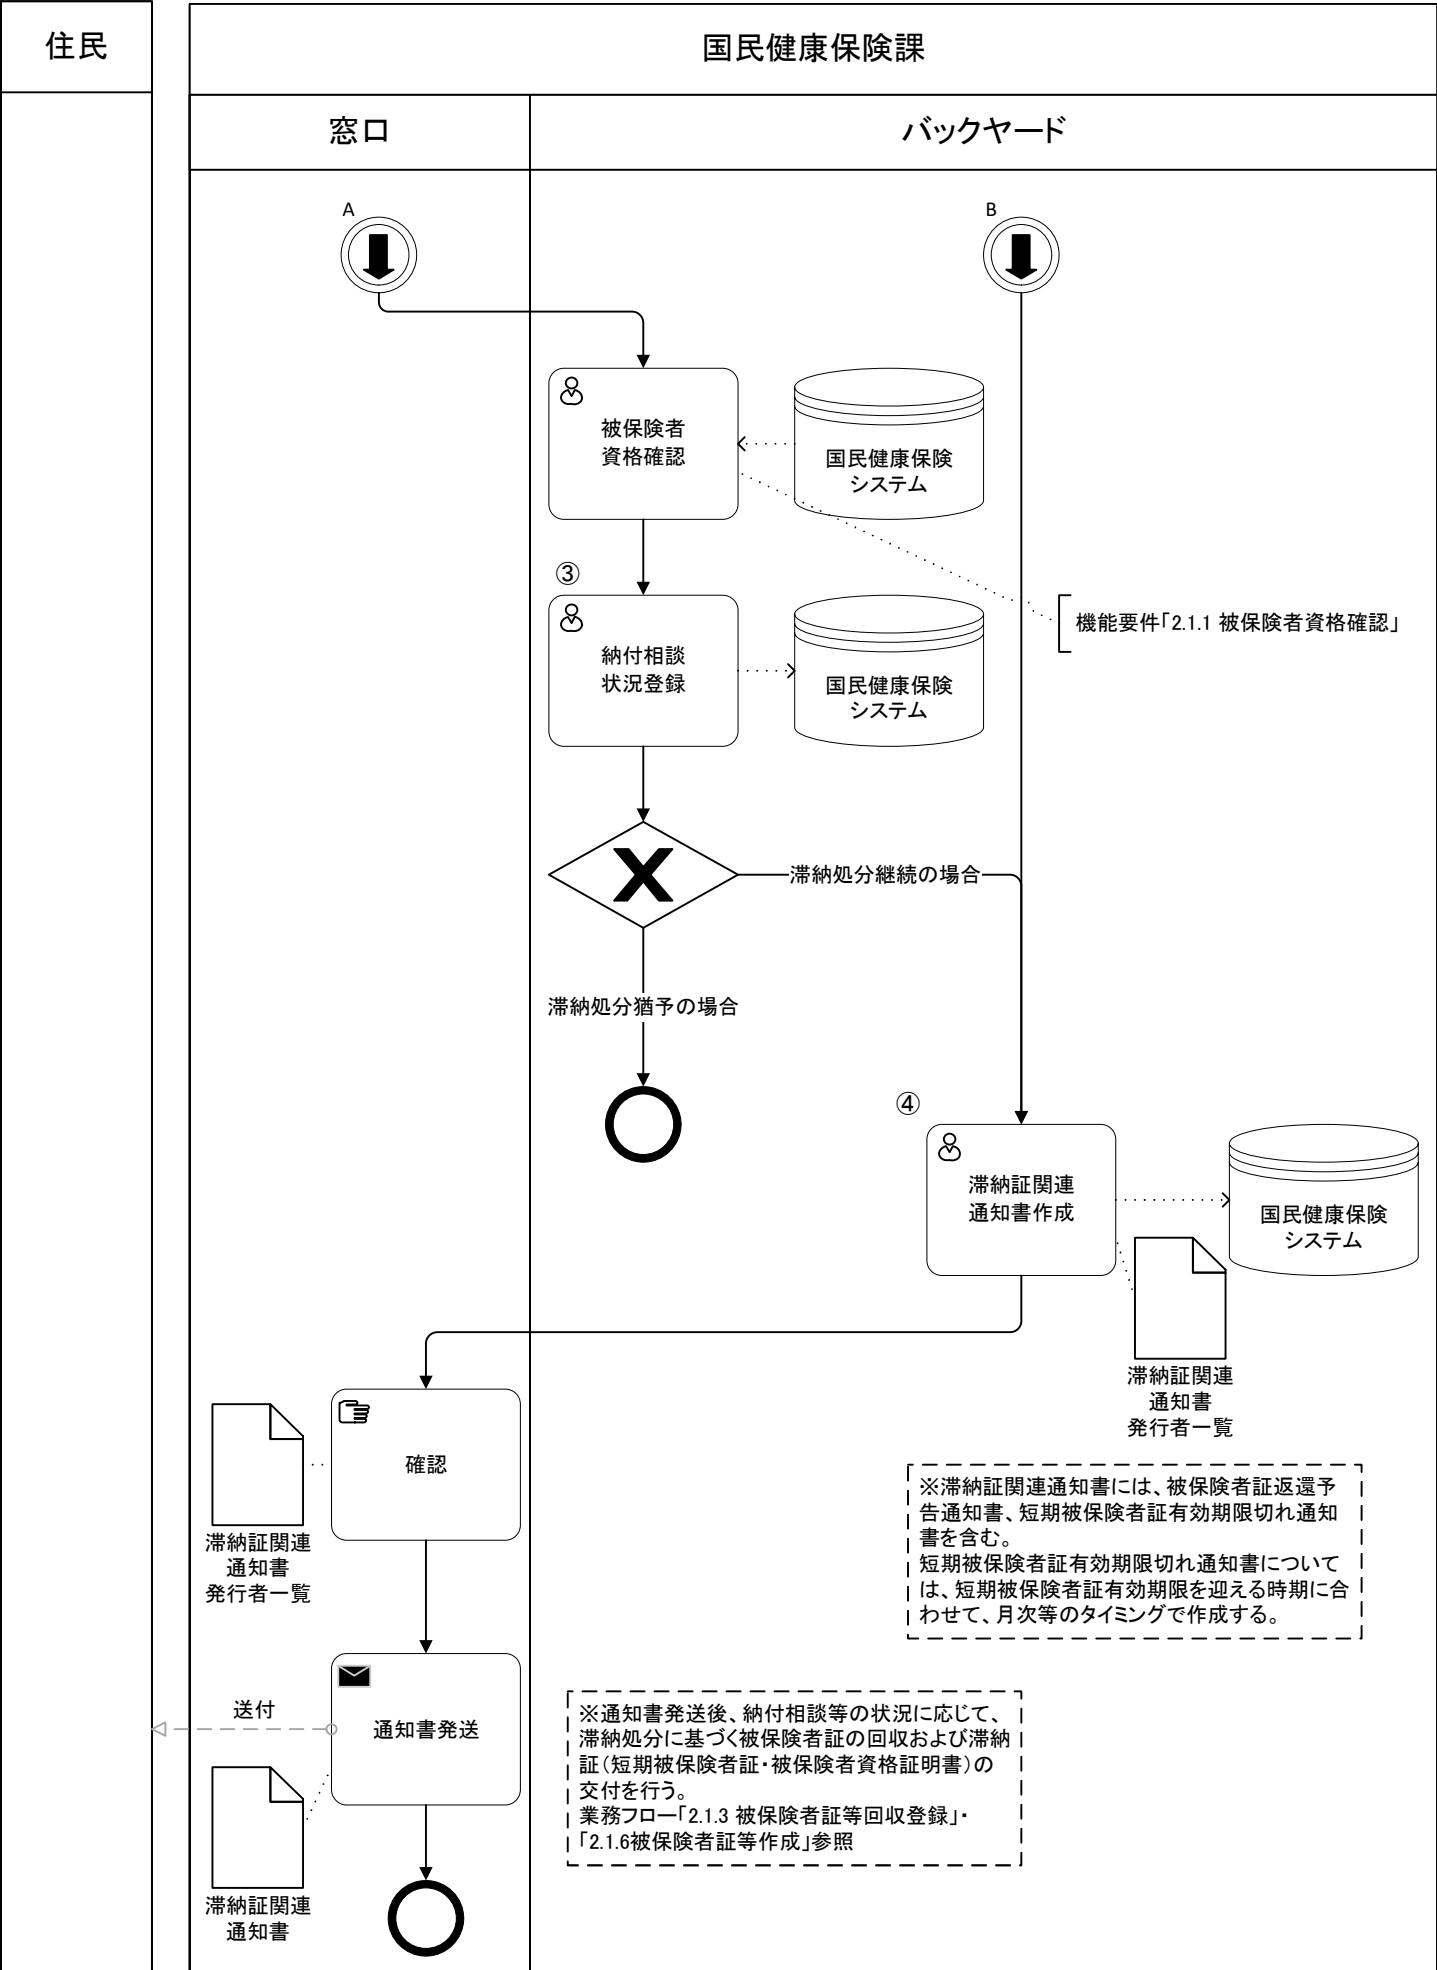 住民
国民健康保険課
窓口
バックヤード
A
B
被保険者
資格確認
国民健康保険
システム
③
機能要件「2.1.1 被保険者資格確認」
納付相談
状況登録
国民健康保険
システム
滞納処分継続の場合
滞納処分猶予の場合
④
滞納証関連
通知書作成
国民健康保険
システム
滞納証関連
通知書
発行者一覧
確認
滞納証関連
通知書
発行者一覧
※滞納証関連通知書には、被保険者証返還予
告通知書、短期被保険者証有効期限切れ通知
書を含む。
短期被保険者証有効期限切れ通知書について
は、短期被保険者証有効期限を迎える時期に合
わせて、月次等のタイミングで作成する。
送付
通知書発送
滞納証関連
通知書
※通知書発送後、納付相談等の状況に応じて、
滞納処分に基づく被保険者証の回収および滞納
証（短期被保険者証・被保険者資格証明書）の
交付を行う。
業務フロー「2.1.3 被保険者証等回収登録」・
「2.1.6被保険者証等作成」参照